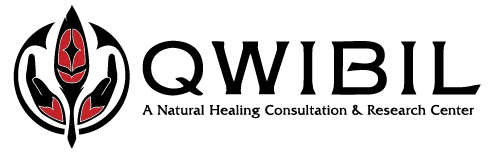 QWIBIL
A Natural Healing Consultation & Research Center